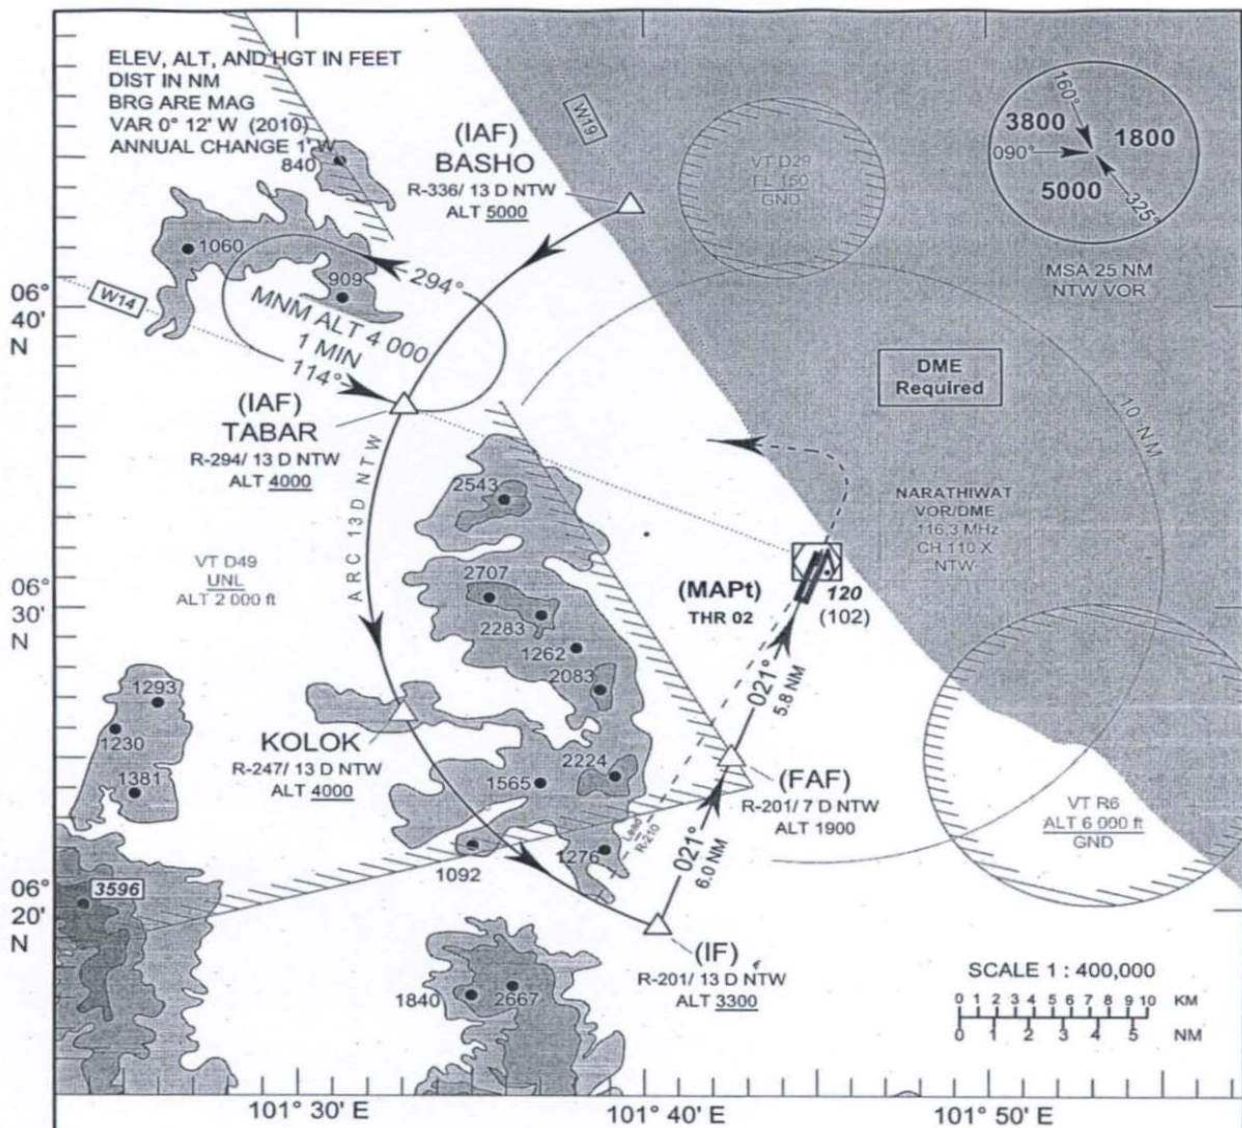 ELEV, ALT, AND HGT IN FEET
DIST IN NM
BRG ARE MAG
VAR 0° 12' W (2010)
ANNUAL CHANGE 1' W
840
(IAF)
BASHO
R-336/ 13 D NTW
ALT 5000
W19
VT D29
FL 150
GND
160°
3800
1800
090°
5000
325°
MSA 25 NM
NTW VOR
1060
909
294°
MNM ALT 4 000
1 MIN
114°
W14
06°
40'
N
DME
Required
10 NM
(IAF)
TABAR
R-294/ 13 D NTW
ALT 4000
ARC 13D NTW
2543
NARATHIWAT
VOR/DME
116.3 MHz
CH 110 X
NTW
VT D49
UNL
ALT 2 000 ft
06°
30'
N
2707
2283
1262
2083
(MAPt)
THR 02
120
(102)
021°
5.8 NM
1293
1230
1381
KOLOK
R-247/ 13 D NTW
ALT 4000
2224
1565
(FAF)
R-201/ 7 D NTW
ALT 1900
VT R6
ALT 6 000 ft
GND
Lead
R-210
021°
6.0 NM
1276
1092
3596
06°
20'
N
(IF)
R-201/ 13 D NTW
ALT 3300
1840
2667
SCALE 1 : 400,000
0 1 2 3 4 5 6 7 8 9 10 KM
0 1 2 3 4 5 NM
101° 30' E
101° 40' E
101° 50' E